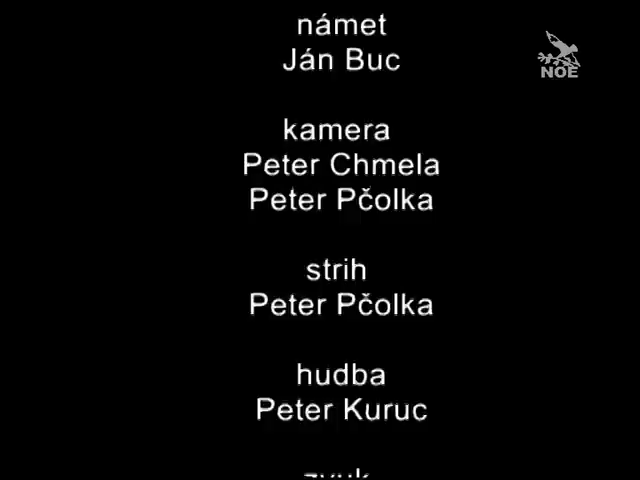 námet
Ján Buc
NOE
kamera
Peter Chmela
Peter Pčolka
strih
Peter Pčolka
hudba
Peter Kuruc